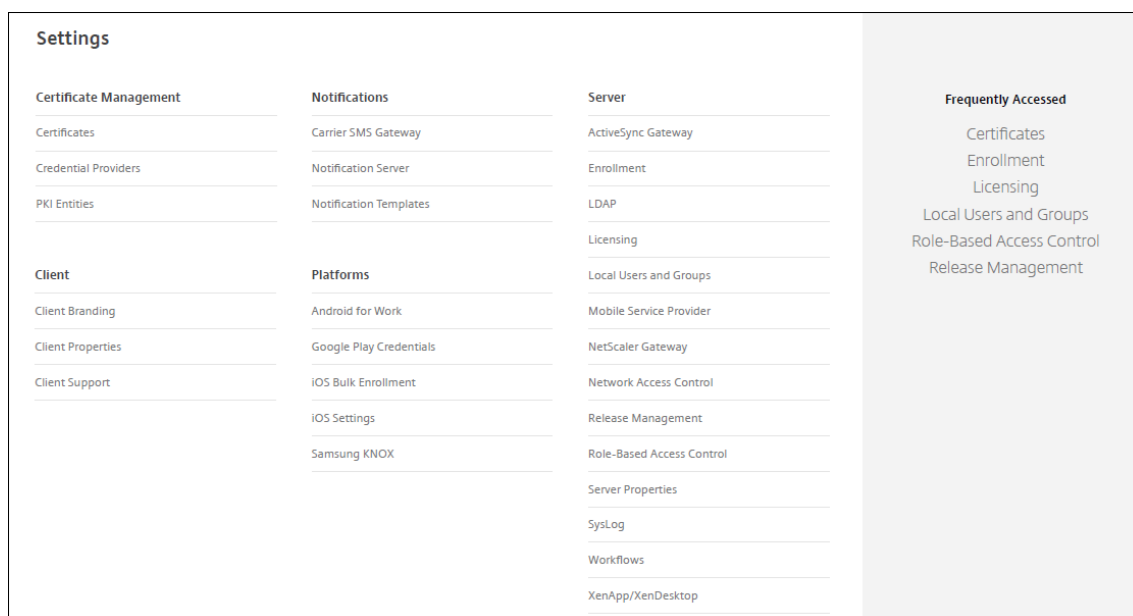 Settings
Certificate Management
Certificates
Credential Providers
PKI Entities
Client
Client Branding
Client Properties
Client Support
Notifications
Carrier SMS Gateway
Notification Server
Notification Templates
Platforms
Android for Work
Google Play Credentials
iOS Bulk Enrollment
iOS Settings
Samsung KNOX
Server
ActiveSync Gateway
Enrollment
LDAP
Licensing
Local Users and Groups
Mobile Service Provider
NetScaler Gateway
Network Access Control
Release Management
Role-Based Access Control
Server Properties
SysLog
Workflows
XenApp/XenDesktop
Frequently Accessed
Certificates
Enrollment
Licensing
Local Users and Groups
Role-Based Access Control
Release Management